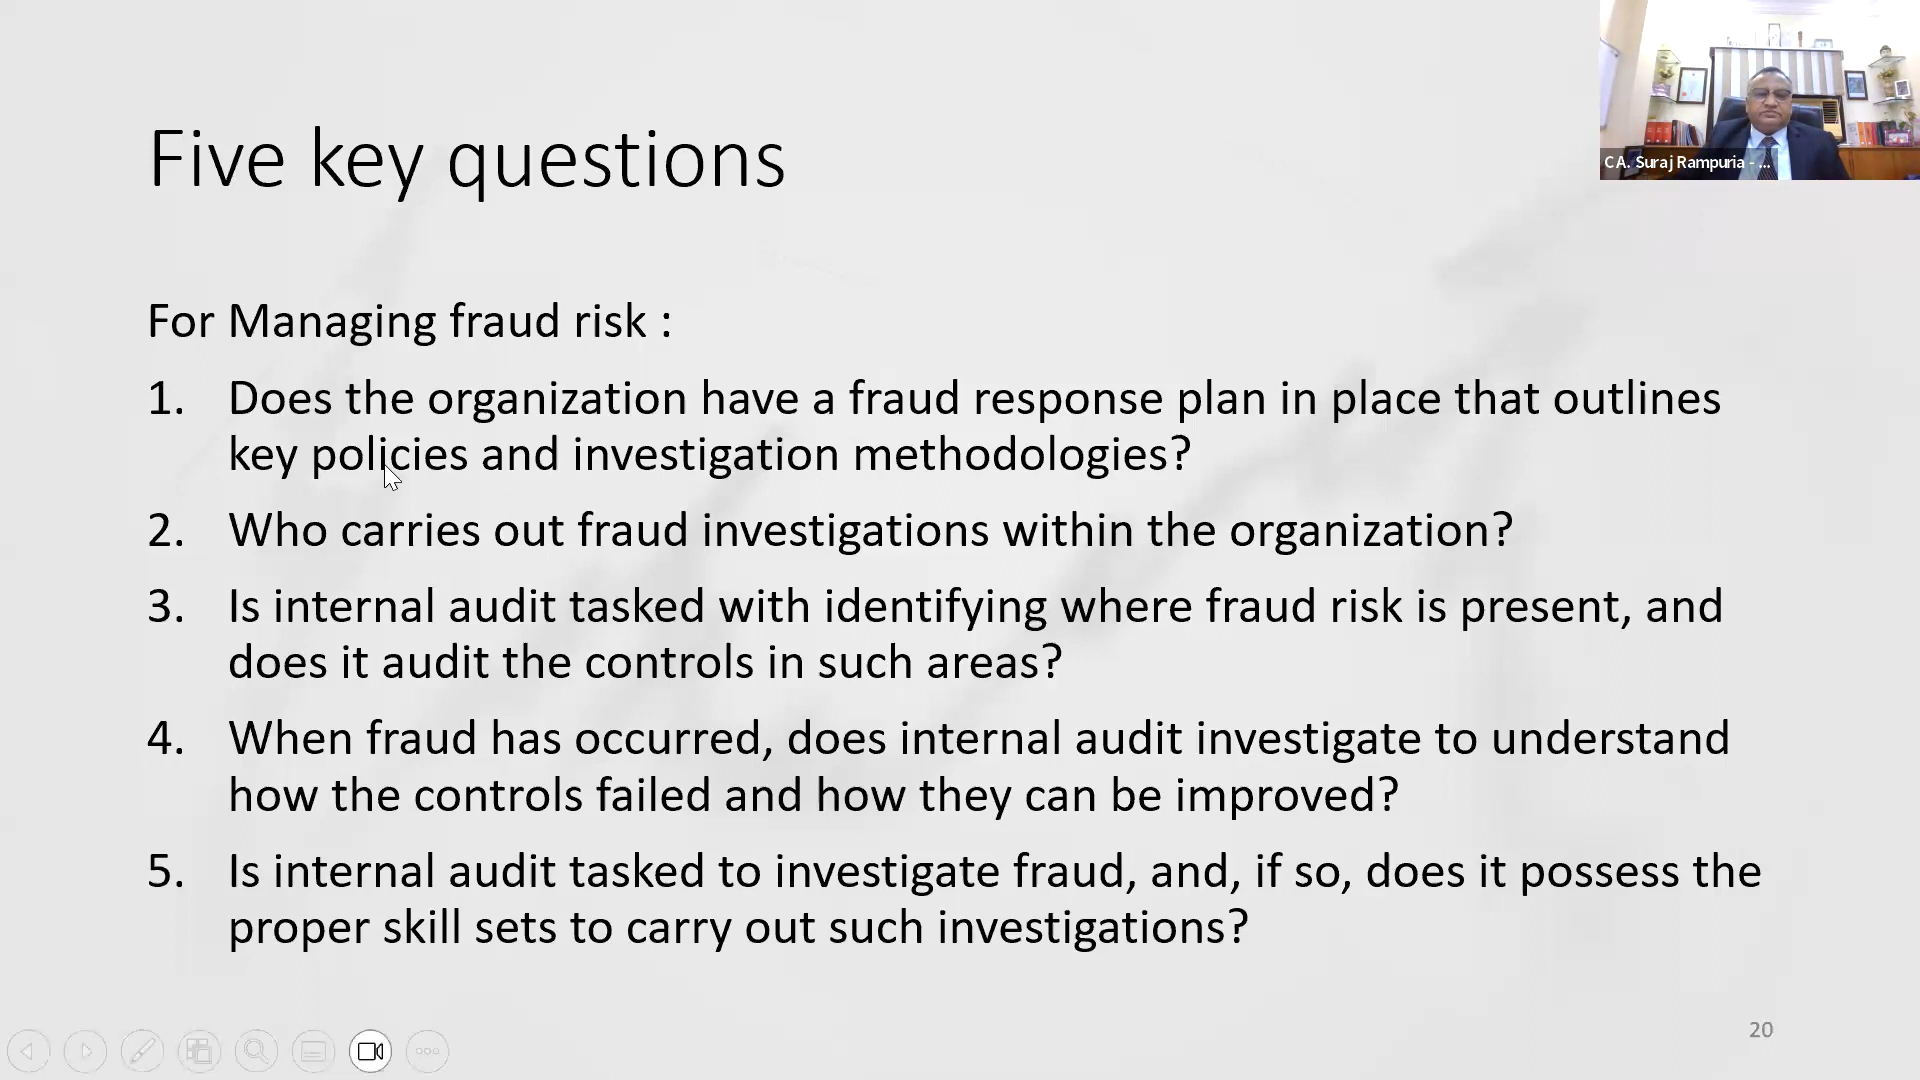 Five key questions
CA. Suraj Rampuria - ...
For Managing fraud risk :
1. Does the organization have a fraud response plan in place that outlines
key policies and investigation methodologies?
2. Who carries out fraud investigations within the organization?
3. Is internal audit tasked with identifying where fraud risk is present, and
does it audit the controls in such areas?
4. When fraud has occurred, does internal audit investigate to understand
how the controls failed and how they can be improved?
5. Is internal audit tasked to investigate fraud, and, if so, does it possess the
proper skill sets to carry out such investigations?
20